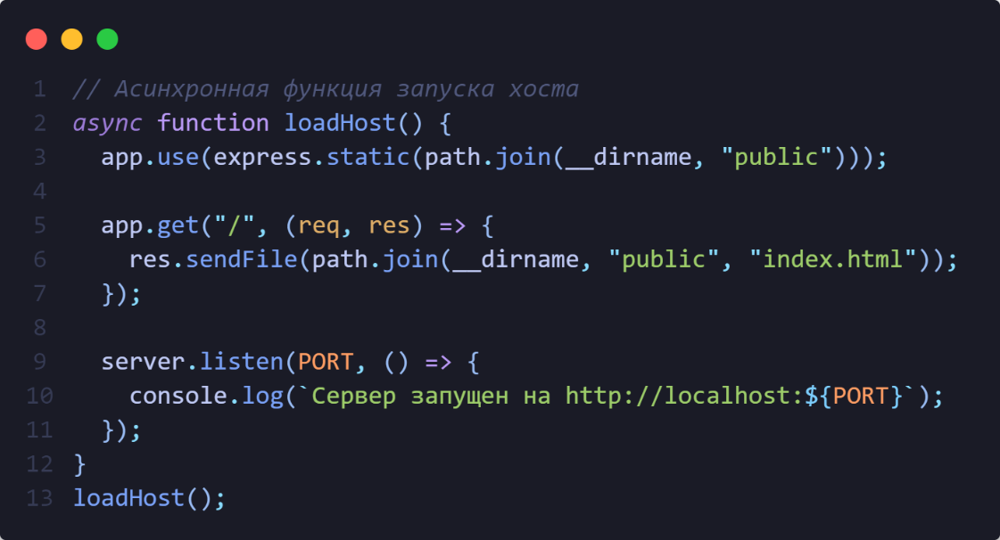 1 // Асинхронная функция запуска хоста
2 async function loadHost() {
3   app.use(express.static(path.join(__dirname, "public")));
4
5   app.get("/", (req, res) => {
6     res.sendFile(path.join(__dirname, "public", "index.html"));
7   });
8
9   server.listen(PORT, () => {
10     console.log(`Сервер запущен на http://localhost:${PORT}`);
11   });
12 }
13 loadHost();